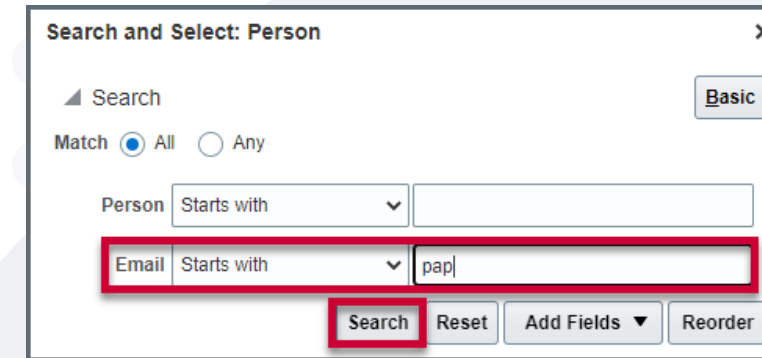 Search and Select: Person
Search
Basic
Match All Any
Person Starts with
Email Starts with pap
Search Reset Add Fields Reorder